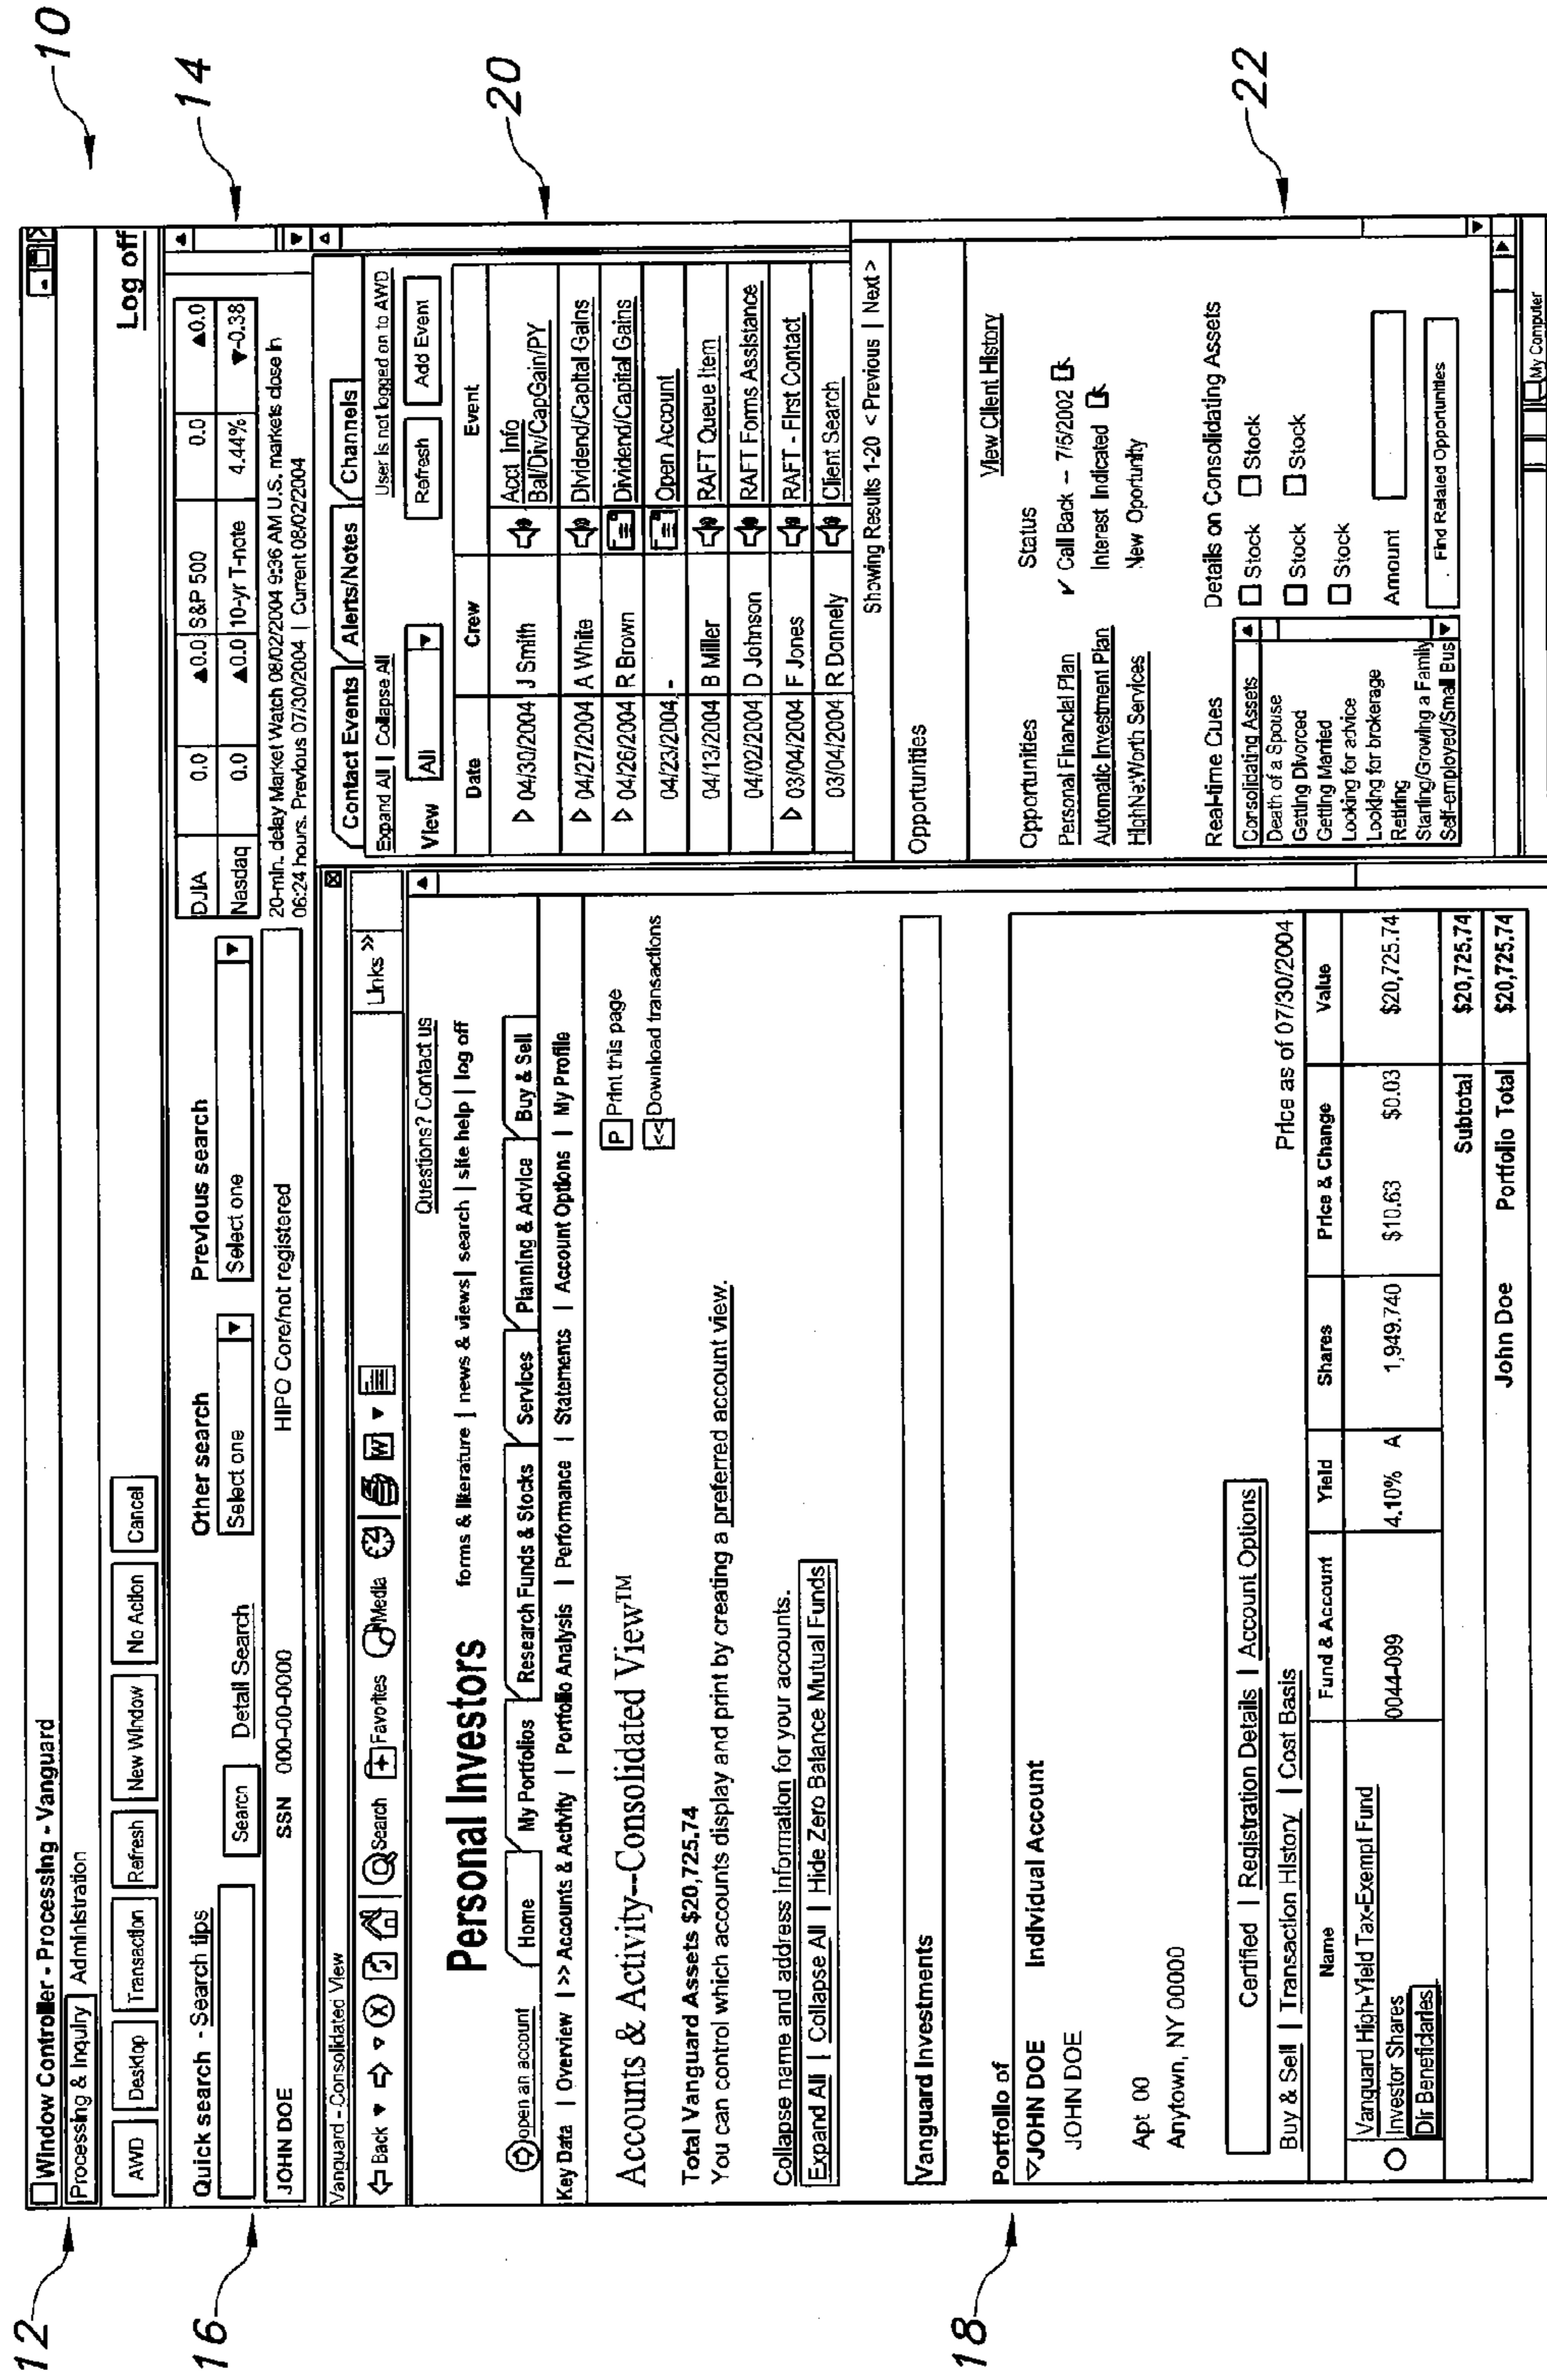 10
12
Window Controller - Processing - Vanguard
Processing & Inquiry Administration
Log off
AWD Desktop Transaction Refresh New Window No Action Cancel
14
Quick search - Search tips
Search Detail Search
Other search
Select one
Previous search
Select one
DJIA 0.0 ▲0.0 S&P 500 0.0 ▲0.0
Nasdaq 0.0 ▲0.0 10-yr T-note 4.44% ▼-0.38
20-min. delay Market Watch 08/02/2004 9:36 AM U.S. markets close in
06:24 hours. Previous 07/30/2004 | Current 08/02/2004
16
JOHN DOE SSN 000-00-0000 HIPO Core/not registered
Vanguard - Consolidated View
Back Search Favorites Media W Links »
Questions? Contact us
Personal Investors
forms & literature | news & views | search | site help | log off
open an account
Home My Portfolios Research Funds & Stocks Services Planning & Advice Buy & Sell
Key Data | Overview | >> Accounts & Activity | Portfolio Analysis | Performance | Statements | Account Options | My Profile
Accounts & Activity--Consolidated View™
P Print this page
<< Download transactions
Total Vanguard Assets $20,725.74
You can control which accounts display and print by creating a preferred account view.
Collapse name and address information for your accounts.
Expand All | Collapse All | Hide Zero Balance Mutual Funds
Vanguard Investments
18
Portfolio of
▽JOHN DOE Individual Account
JOHN DOE
Apt 00
Anytown, NY 00000
Certified | Registration Details | Account Options
Buy & Sell | Transaction History | Cost Basis
Price as of 07/30/2004
Name Fund & Account Yield Shares Price & Change Value
Vanguard High-Yield Tax-Exempt Fund
Investor Shares
Dir Beneficiaries
0044-099 4.10% A 1,949.740 $10.63 $0.03 $20,725.74
Subtotal $20,725.74
John Doe Portfolio Total $20,725.74
20
Contact Events Alerts/Notes Channels
Expand All | Collapse All User is not logged on to AWD
View All Refresh Add Event
Date Crew Event
▷ 04/30/2004 J Smith Acct Info
Bal/Div/CapGain/PY
▷ 04/27/2004 A White Dividend/Capital Gains
▷ 04/26/2004 R Brown Dividend/Capital Gains
04/23/2004 - Open Account
04/13/2004 B Miller RAFT Queue Item
04/02/2004 D Johnson RAFT Forms Assistance
▷ 03/04/2004 F Jones RAFT - First Contact
03/04/2004 R Donnely Client Search
Showing Results 1-20 < Previous | Next >
22
Opportunities
View Client History
Opportunities Status
Personal Financial Plan ✓ Call Back -- 7/5/2002
Automatic Investment Plan Interest Indicated
HighNetWorth Services New Oportunity
Real-time Cues Details on Consolidating Assets
Consolidating Assets
Death of a Spouse
Getting Divorced
Getting Married
Looking for advice
Looking for brokerage
Retiring
Starting/Growing a Family
Self-employed/Small Bus
Stock Stock
Stock Stock
Stock
Amount
Find Related Opportunities
My Computer